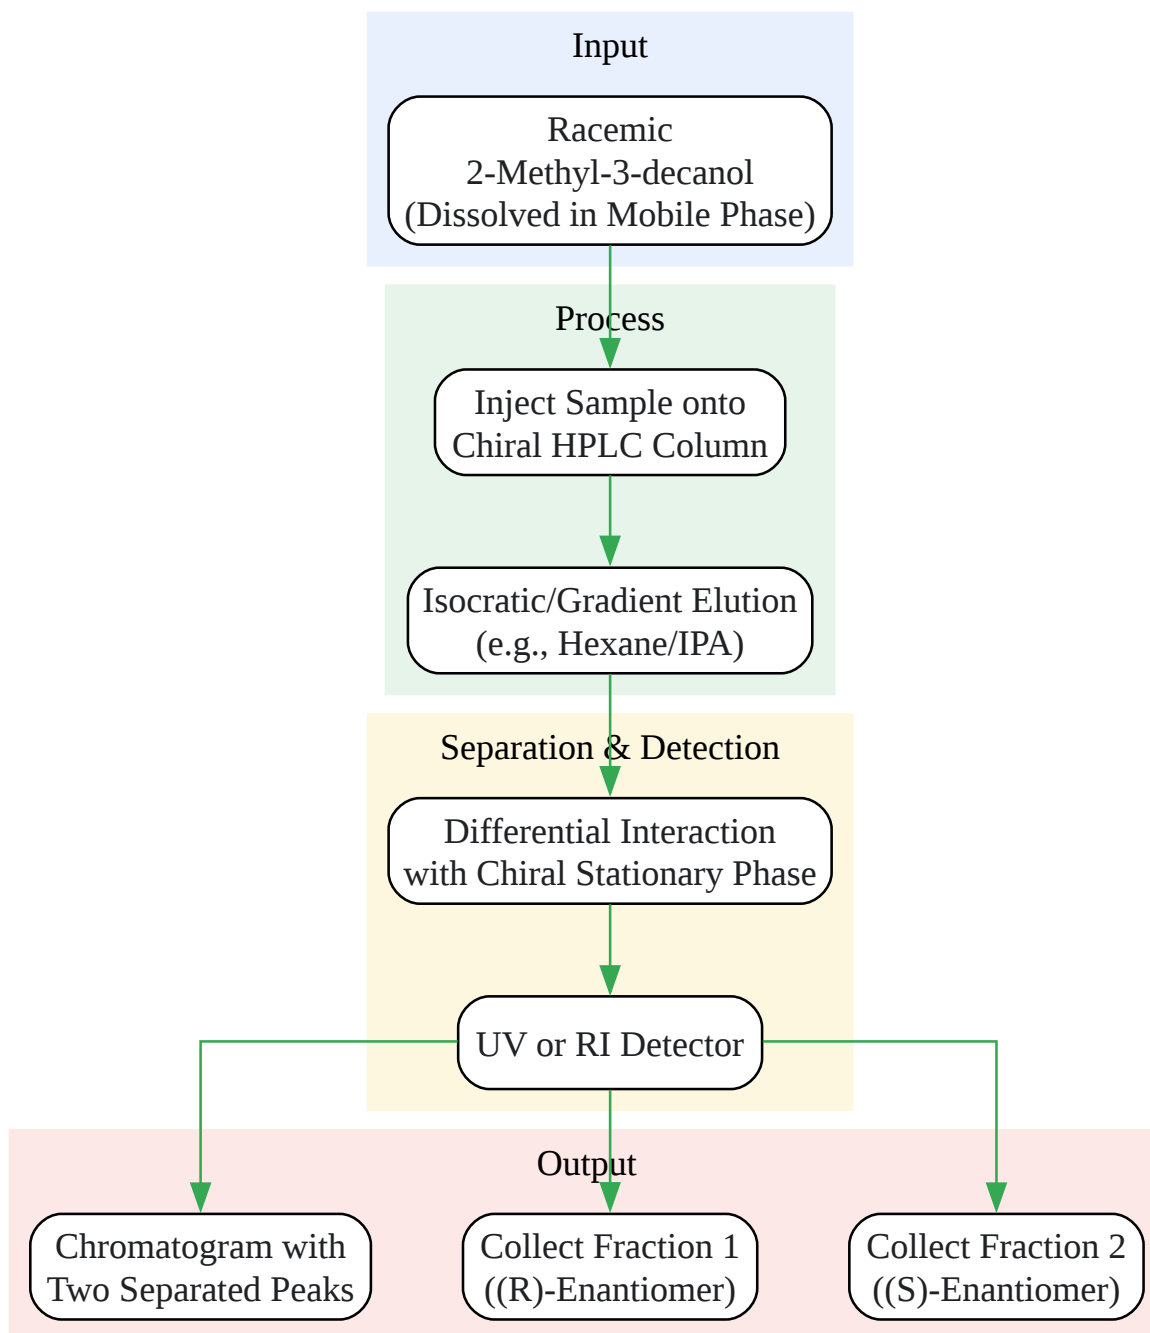 Input
Racemic
2-Methyl-3-decanol
(Dissolved in Mobile Phase)
Process
Inject Sample onto
Chiral HPLC Column
Isocratic/Gradient Elution
(e.g., Hexane/IPA)
Separation & Detection
Differential Interaction
with Chiral Stationary Phase
UV or RI Detector
Output
Chromatogram with
Two Separated Peaks
Collect Fraction 1
((R)-Enantiomer)
Collect Fraction 2
((S)-Enantiomer)